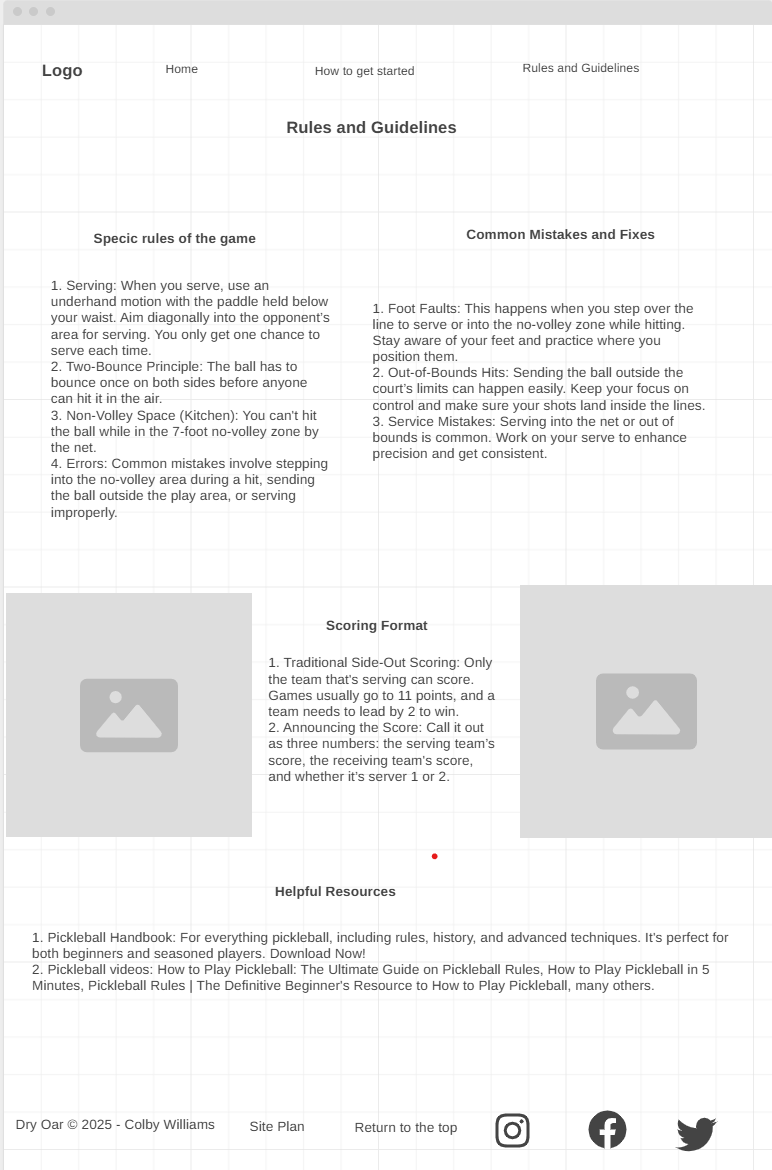 Logo
Home
How to get started
Rules and Guidelines
Rules and Guidelines
Specic rules of the game
1. Serving: When you serve, use an
underhand motion with the paddle held below
your waist. Aim diagonally into the opponent’s
area for serving. You only get one chance to
serve each time.
2. Two-Bounce Principle: The ball has to
bounce once on both sides before anyone
can hit it in the air.
3. Non-Volley Space (Kitchen): You can't hit
the ball while in the 7-foot no-volley zone by
the net.
4. Errors: Common mistakes involve stepping
into the no-volley area during a hit, sending
the ball outside the play area, or serving
improperly.
Common Mistakes and Fixes
1. Foot Faults: This happens when you step over the
line to serve or into the no-volley zone while hitting.
Stay aware of your feet and practice where you
position them.
2. Out-of-Bounds Hits: Sending the ball outside the
court’s limits can happen easily. Keep your focus on
control and make sure your shots land inside the lines.
3. Service Mistakes: Serving into the net or out of
bounds is common. Work on your serve to enhance
precision and get consistent.
Scoring Format
1. Traditional Side-Out Scoring: Only
the team that's serving can score.
Games usually go to 11 points, and a
team needs to lead by 2 to win.
2. Announcing the Score: Call it out
as three numbers: the serving team’s
score, the receiving team’s score,
and whether it’s server 1 or 2.
Helpful Resources
1. Pickleball Handbook: For everything pickleball, including rules, history, and advanced techniques. It’s perfect for
both beginners and seasoned players. Download Now!
2. Pickleball videos: How to Play Pickleball: The Ultimate Guide on Pickleball Rules, How to Play Pickleball in 5
Minutes, Pickleball Rules | The Definitive Beginner's Resource to How to Play Pickleball, many others.
Dry Oar © 2025 - Colby Williams
Site Plan
Return to the top